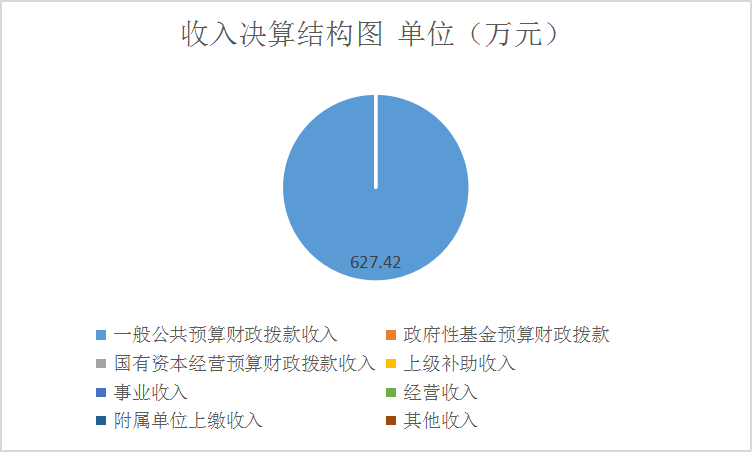 收入决算结构图 单位（万元）
627.42
一般公共预算财政拨款收入 政府性基金预算财政拨款
国有资本经营预算财政拨款收入 上级补助收入
事业收入 经营收入
附属单位上缴收入 其他收入